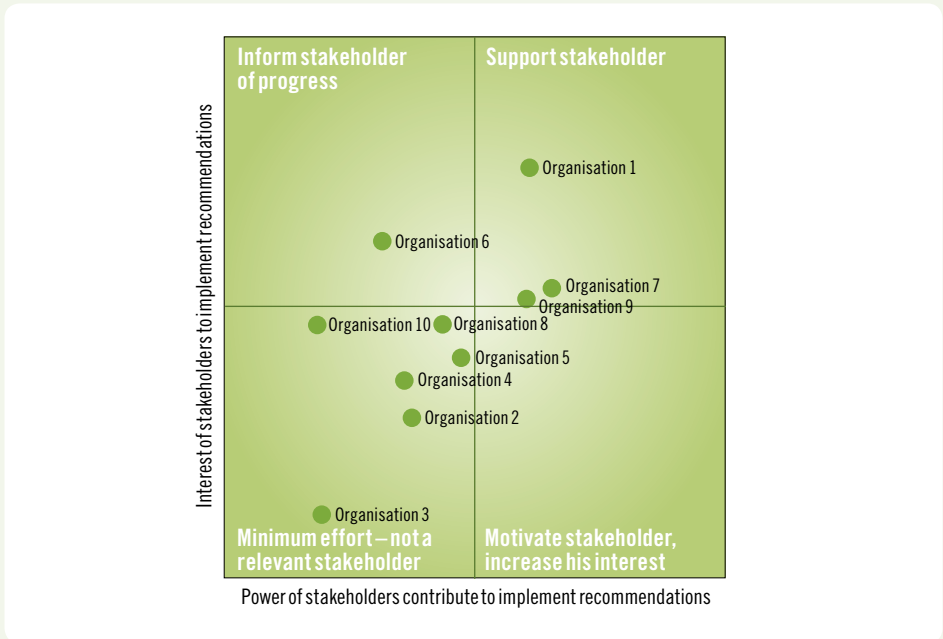 Inform stakeholder
of progress
Support stakeholder
Organisation 1
Organisation 6
Organisation 7
Organisation 9
Organisation 10
Organisation 8
Organisation 5
Organisation 4
Organisation 2
Organisation 3
Minimum effort – not a
relevant stakeholder
Motivate stakeholder,
increase his interest
Interest of stakeholders to implement recommendations
Power of stakeholders contribute to implement recommendations